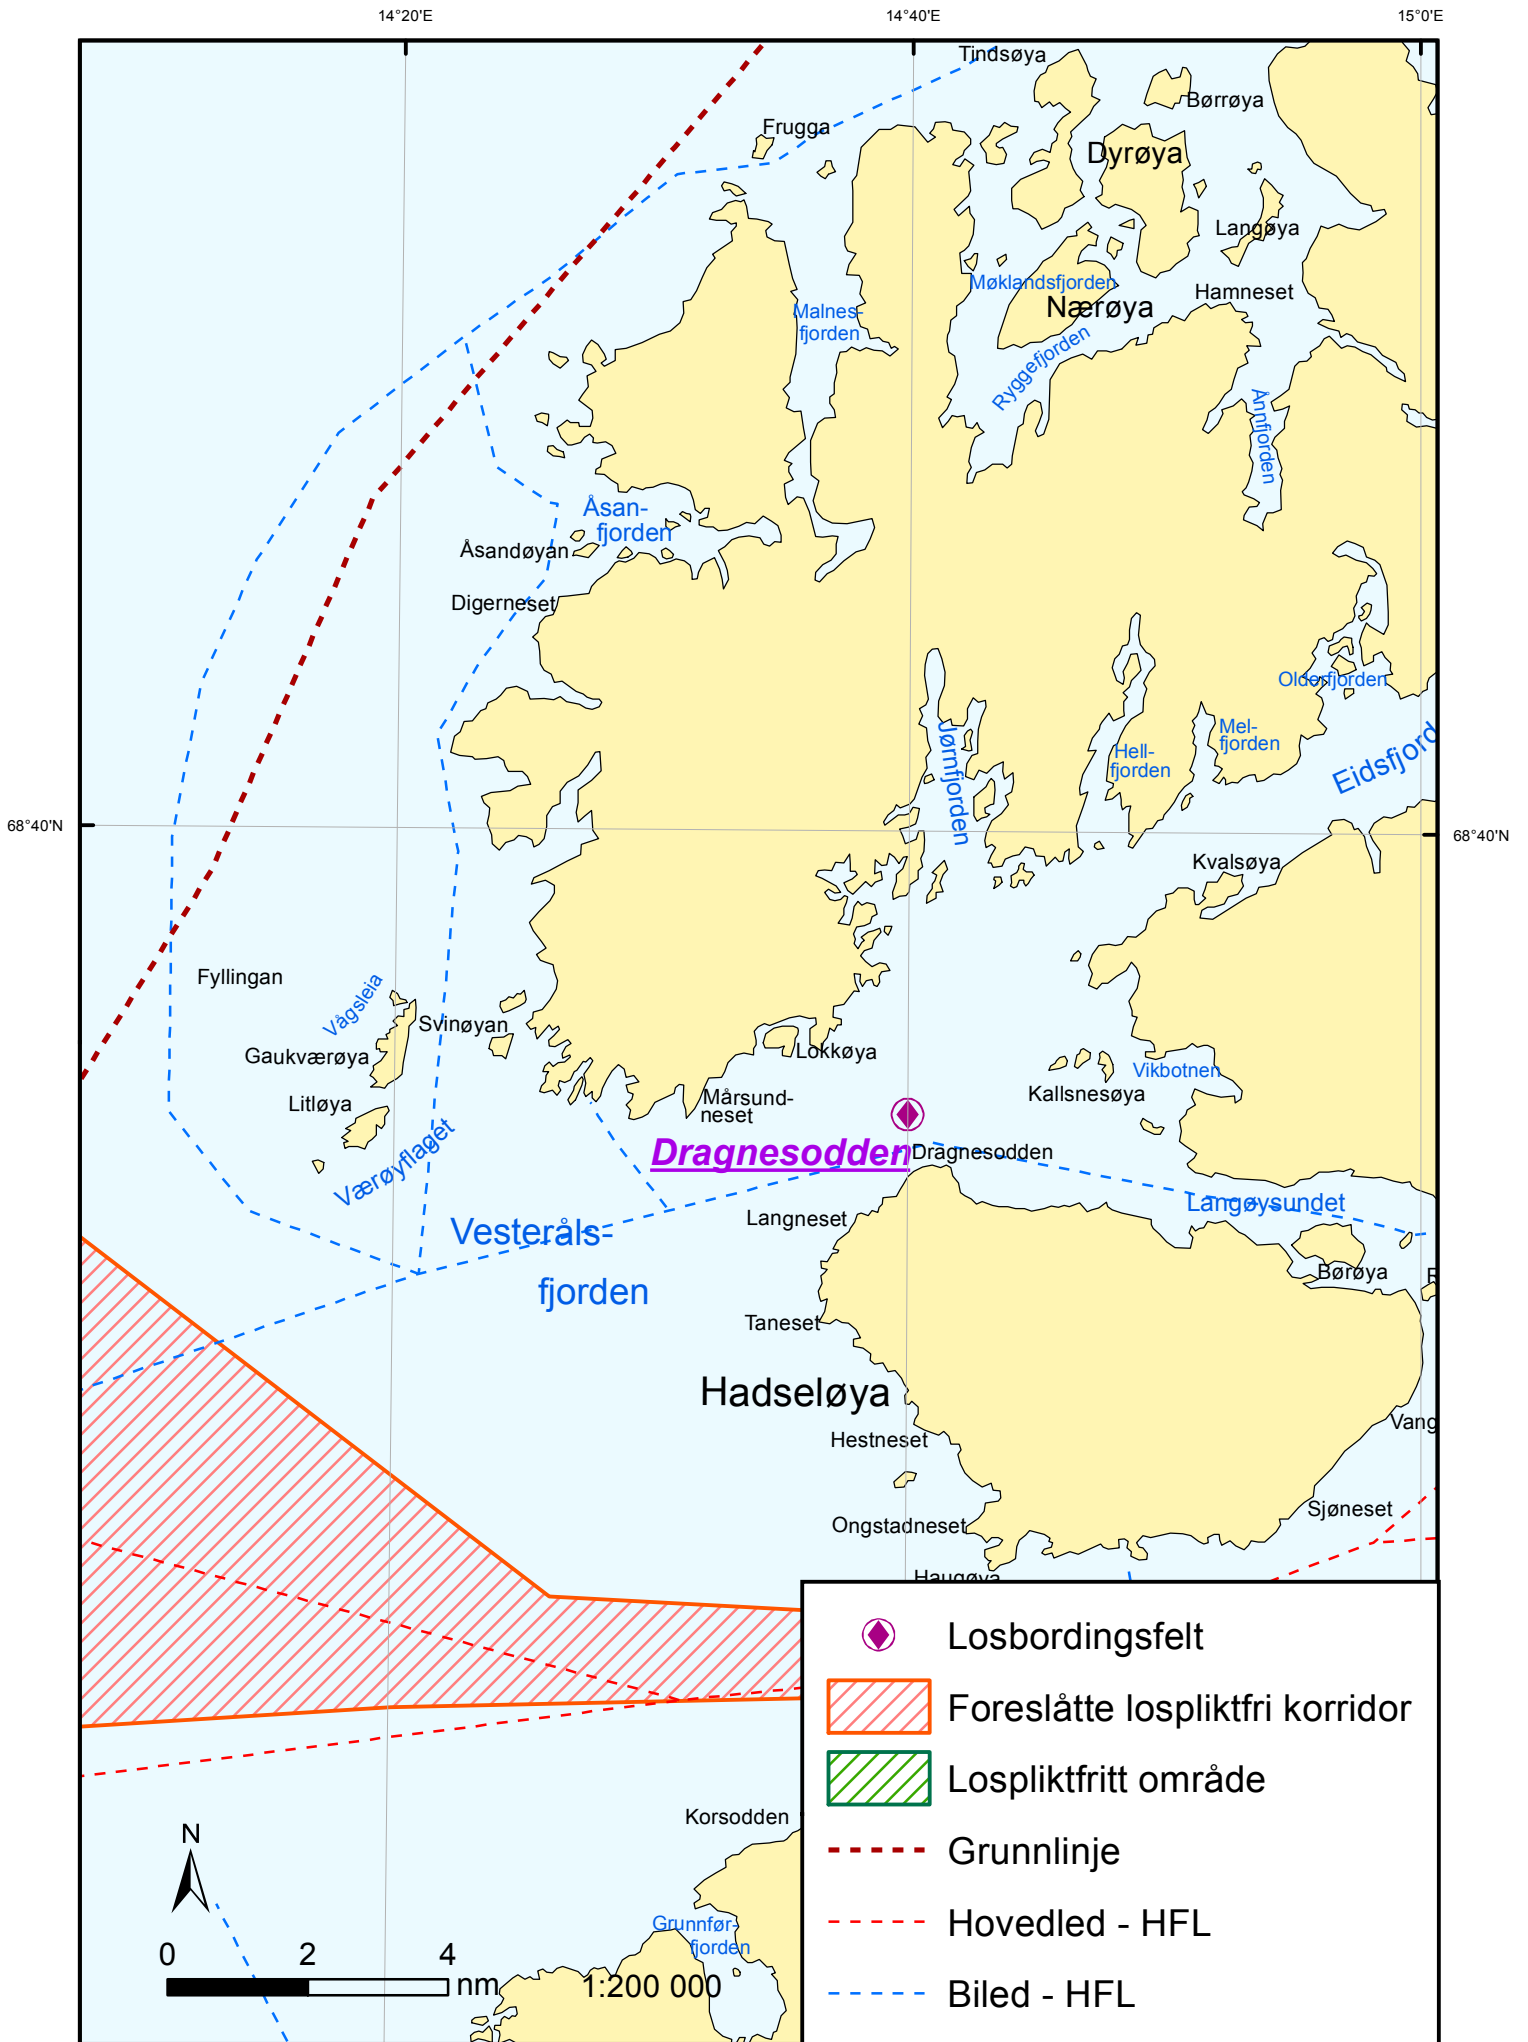 14°20'E
14°40'E
15°0'E
Tindsøya
Børrøya
Frugga
Dyrøya
Langøya
Møklandsfjorden
Hamneset
Nærøya
Malnes-
fjorden
Ryggefjorden
Ånnfjorden
Åsan-
fjorden
Åsandøyan
Digerneset
Olderfjorden
Mel-
fjorden
Hell-
fjorden
Jørnfjorden
Eidsfjord
68°40'N
68°40'N
Kvalsøya
Fyllingan
Vågsleia
Svinøyan
Gaukværøya
Lokkøya
Vikbotnen
Kallsnesøya
Litløya
Mårsund-
neset
Værøyflaget
Dragnesodden
Dragnesodden
Langøysundet
Langneset
Vesteråls-
fjorden
Børøya
Taneset
Hadseløya
Vang
Hestneset
Sjøneset
Ongstadneset
Haugøya
Losbordingsfelt
Foreslåtte lospliktfri korridor
Lospliktfritt område
Grunnlinje
Hovedled - HFL
Biled - HFL
Korsodden
N
Grunnfør-
fjorden
0 2 4
nm
1:200 000